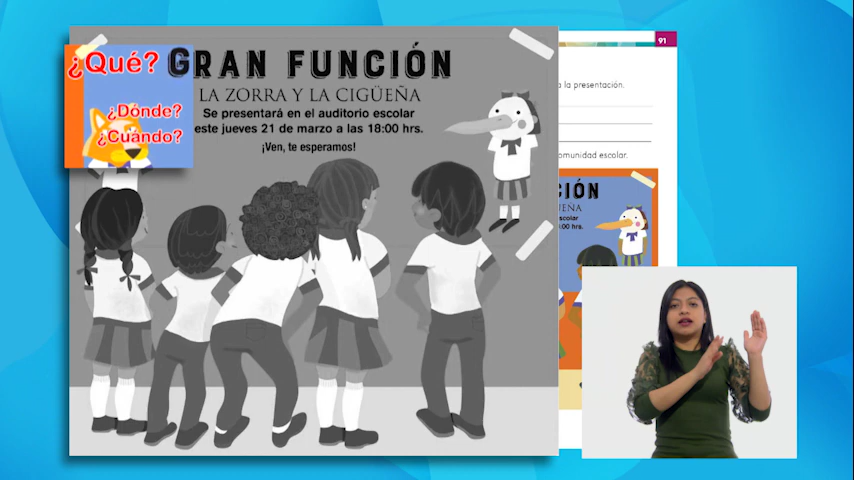 ¿Qué?
¿Dónde?
¿Cuándo?
GRAN FUNCIÓN
LA ZORRA Y LA CIGÜEÑA
Se presentará en el auditorio escolar
este jueves 21 de marzo a las 18:00 hrs.
¡Ven, te esperamos!
91
a la presentación.
omunidad escolar.
CIÓN
ÜEÑA
escolar
:00 hrs.